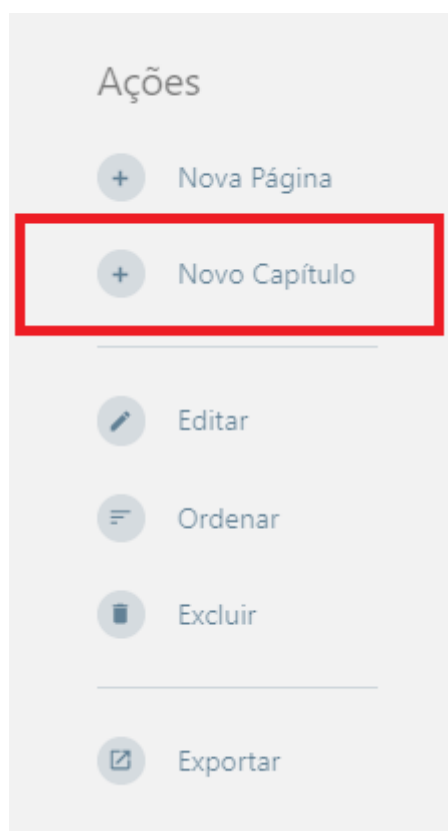 Ações
Nova Página
Novo Capítulo
Editar
Ordenar
Excluir
Exportar